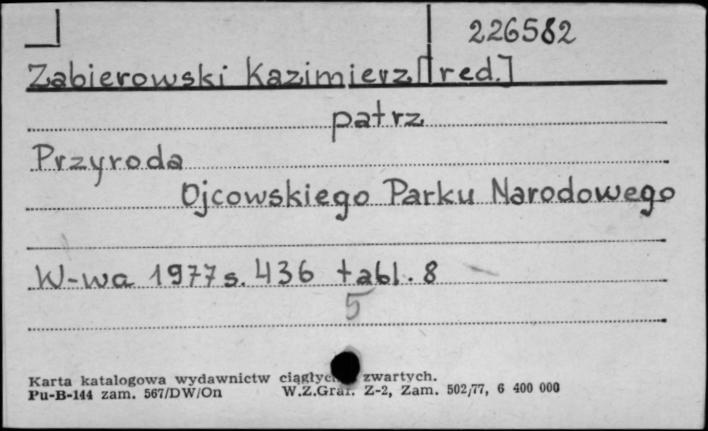 226582
Zabierowski Kazimierz [red.]
patrz
Przyroda
Ojcowskiego Parku Narodowego
W-wa 1977 s. 436 tabl. 8
5
Karta katalogowa wydawnictw zwartych.
Pu-B-144 zam. 567/DW/On W.Z.Graf. Z-2, Zam. 502/77, 6 400 000